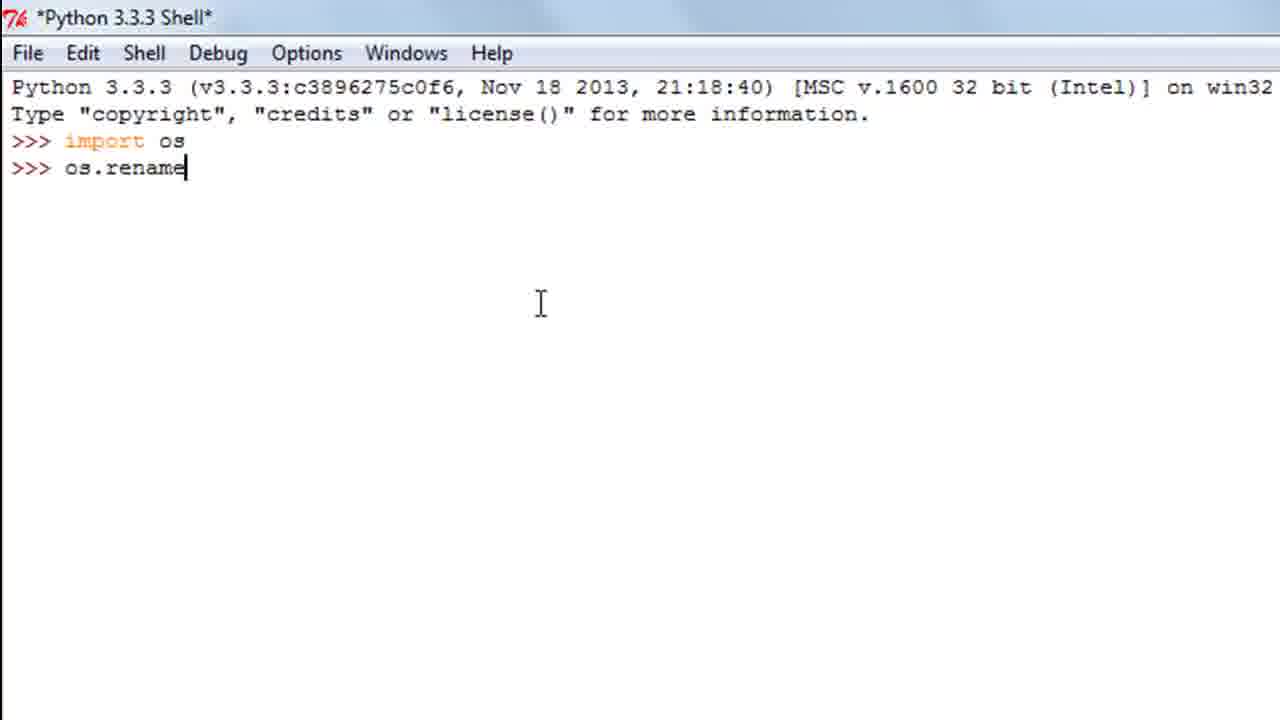 *Python 3.3.3 Shell*
File Edit Shell Debug Options Windows Help
Python 3.3.3 (v3.3.3:c3896275c0f6, Nov 18 2013, 21:18:40) [MSC v.1600 32 bit (Intel)] on win32
Type "copyright", "credits" or "license()" for more information.
>>> import os
>>> os.rename